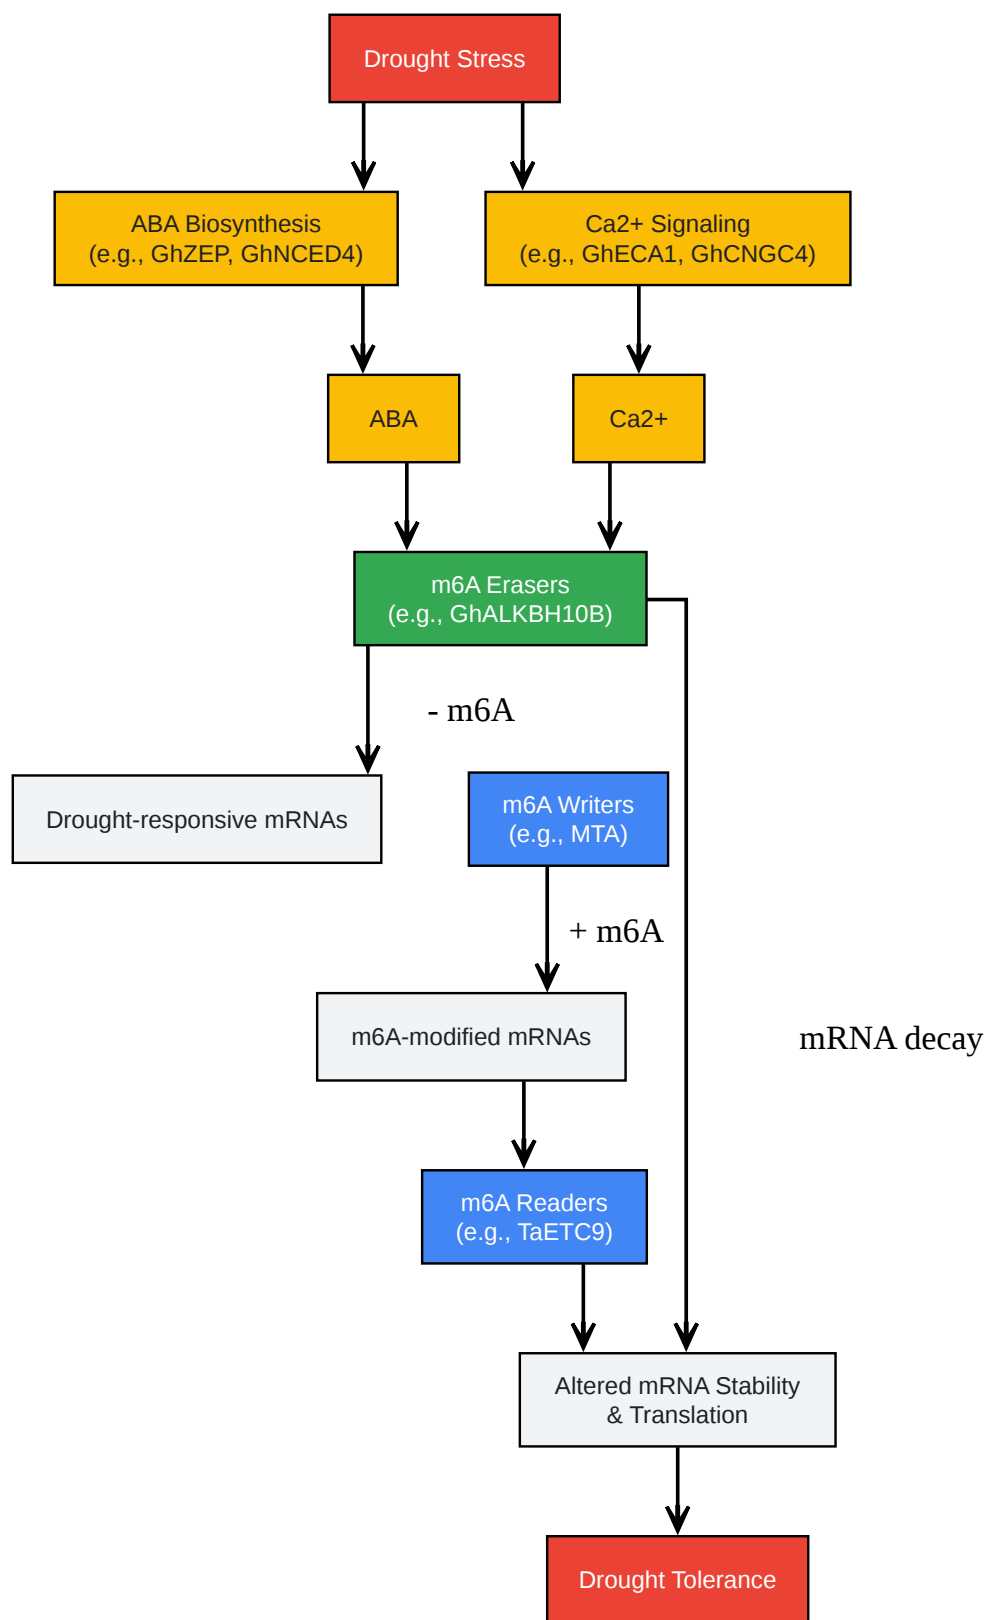 Drought Stress
ABA Biosynthesis
(e.g., GhZEP, GhNCED4)
Ca2+ Signaling
(e.g., GhECA1, GhCNGC4)
ABA
Ca2+
m6A Erasers
(e.g., GhALKBH10B)
- m6A
Drought-responsive mRNAs
m6A Writers
(e.g., MTA)
+ m6A
m6A-modified mRNAs
mRNA decay
m6A Readers
(e.g., TaETC9)
Altered mRNA Stability
& Translation
Drought Tolerance